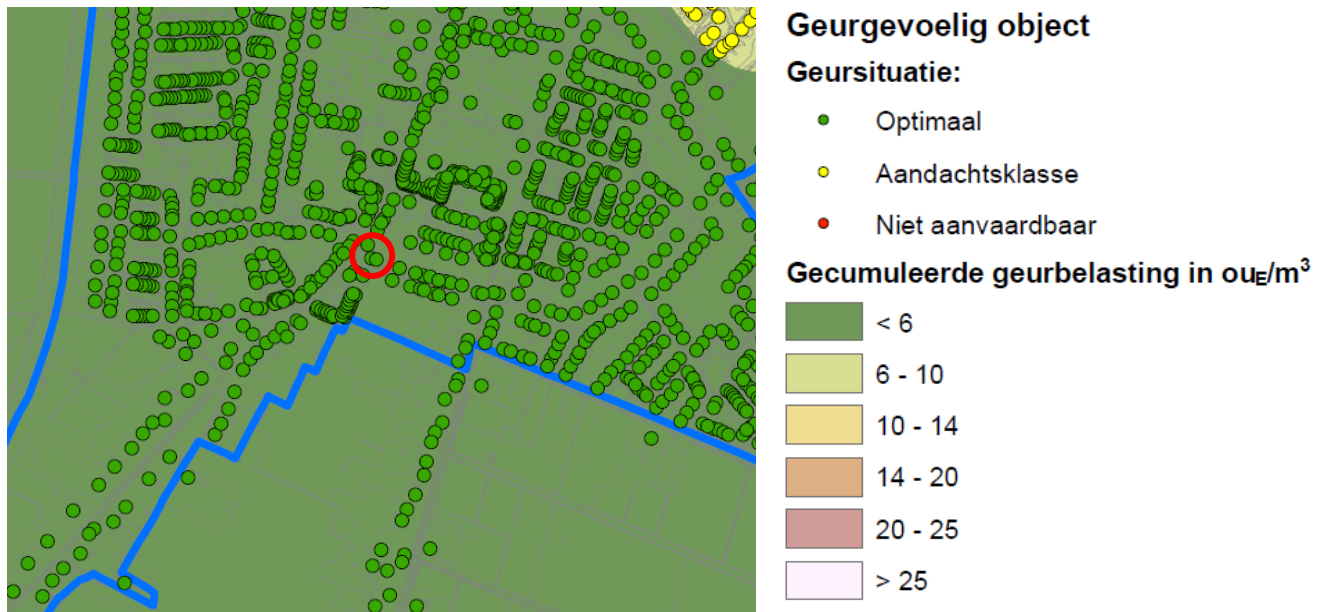 Geurgevoelig object
Geursituatie:
Optimaal
Aandachtsklasse
Niet aanvaardbaar
Gecumuleerde geurbelasting in ouE/m³
< 6
6 - 10
10 - 14
14 - 20
20 - 25
> 25